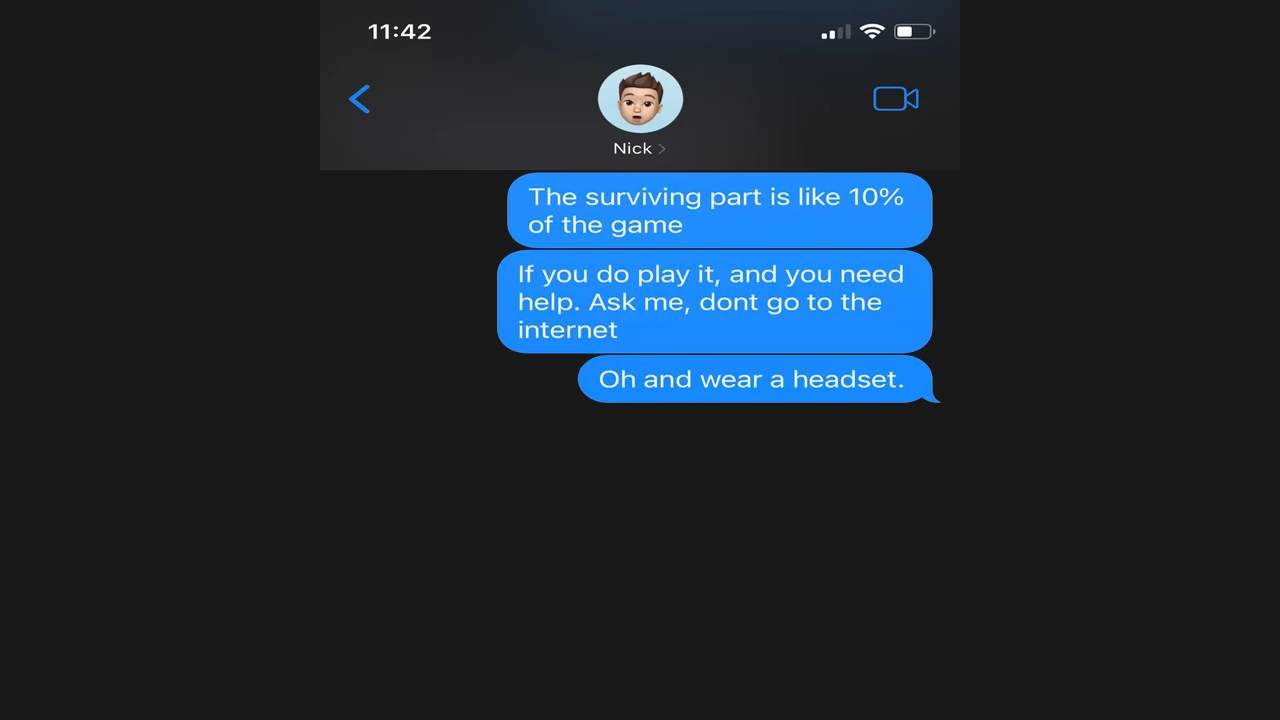 11:42
Nick
The surviving part is like 10%
of the game
If you do play it, and you need
help. Ask me, dont go to the
internet
Oh and wear a headset.